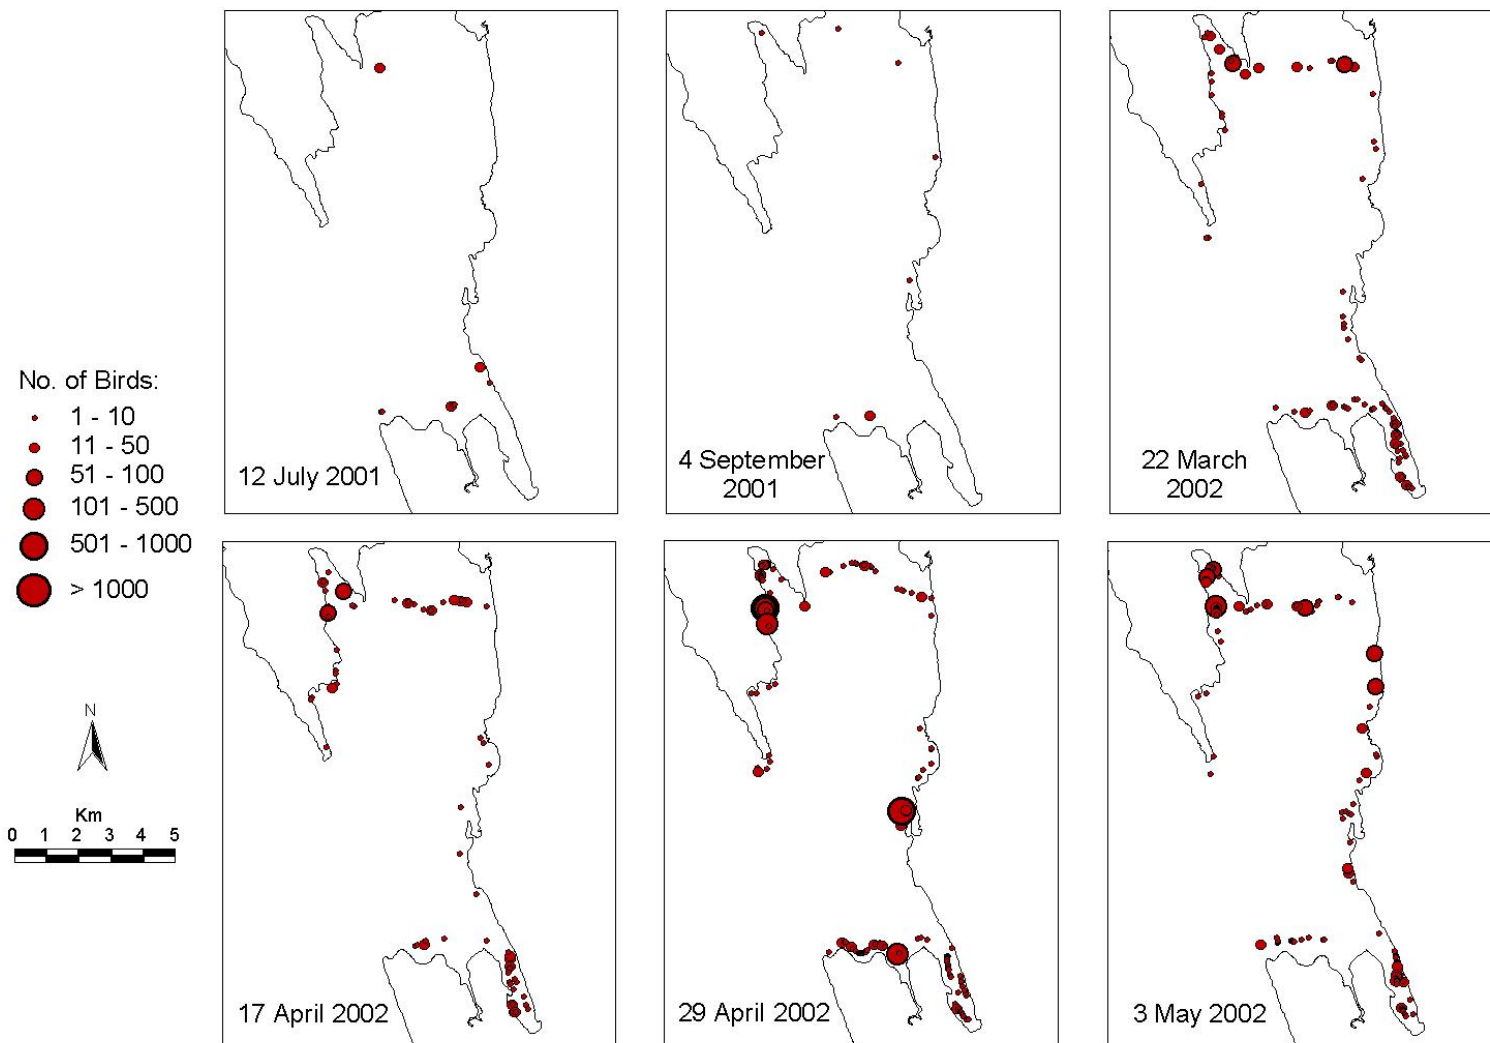 12 July 2001
4 September
2001
22 March
2002
No. of Birds:
1 - 10
11 - 50
51 - 100
101 - 500
501 - 1000
> 1000
N
Km
0 1 2 3 4 5
17 April 2002
29 April 2002
3 May 2002